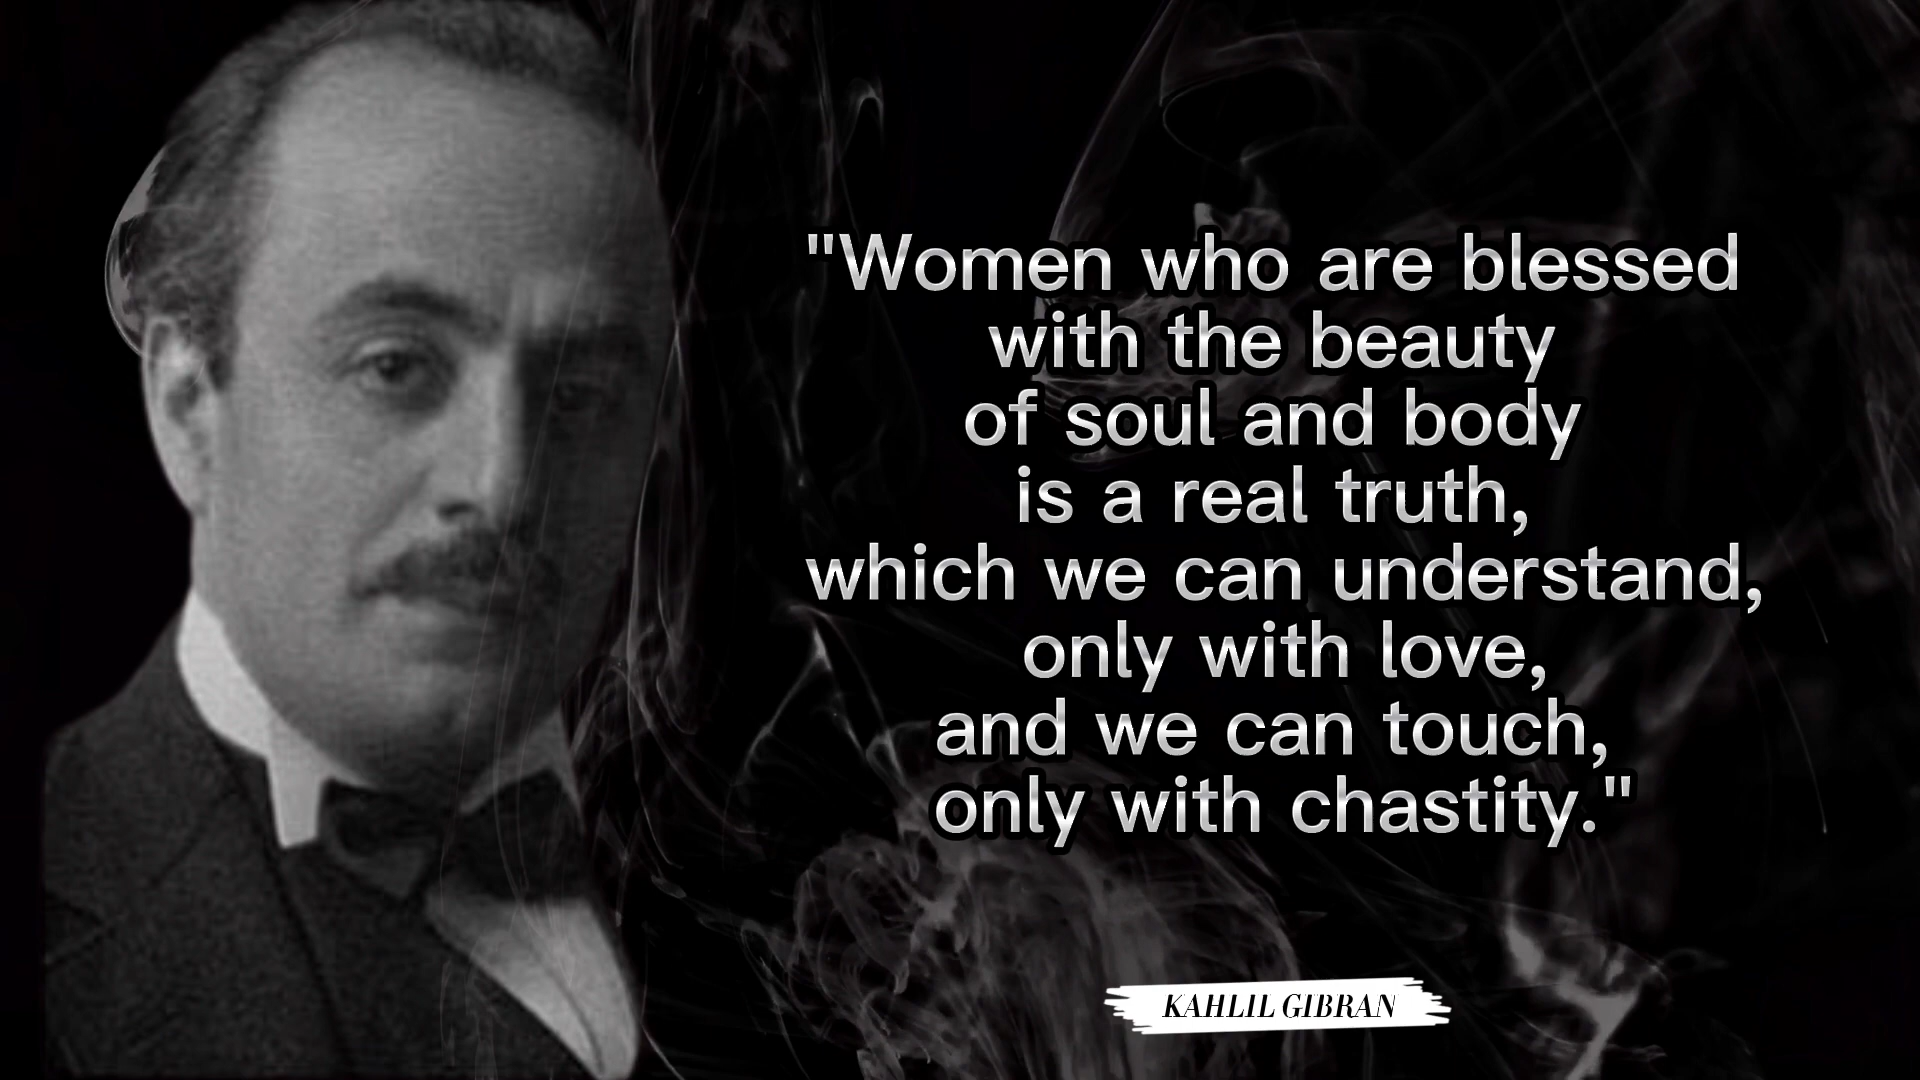 "Women who are blessed
with the beauty
of soul and body
is a real truth,
which we can understand,
only with love,
and we can touch,
only with chastity."
KAHLIL GIBRAN